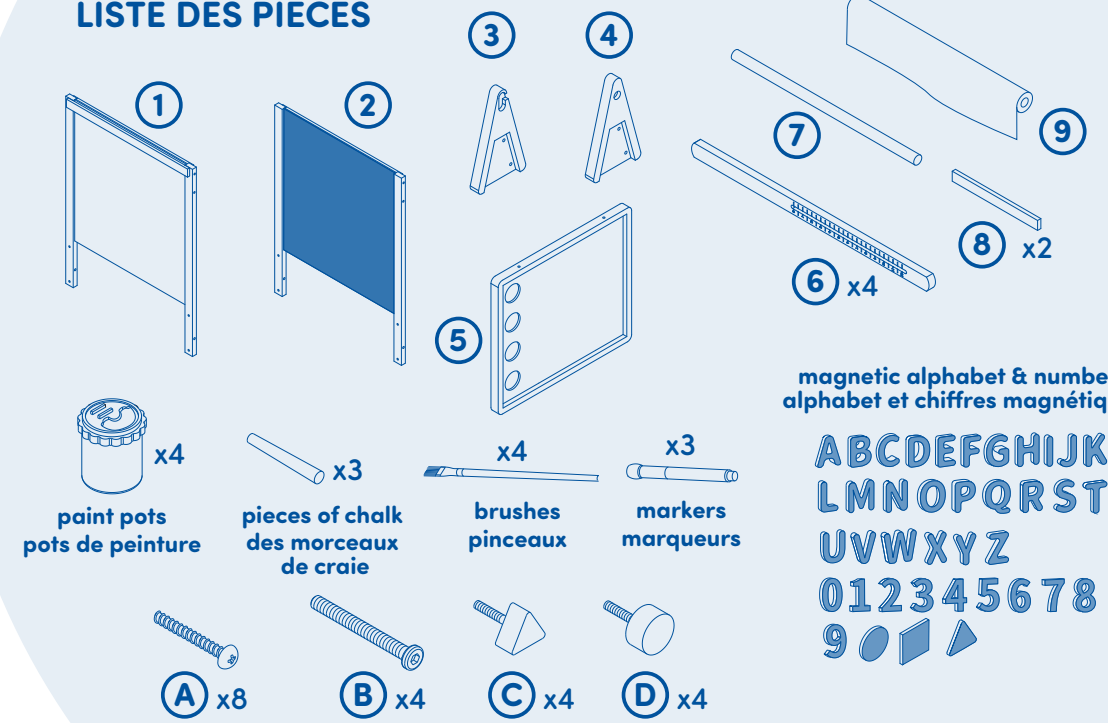 LISTE DES PIÈCES
3
4
1
2
7
9
8 x2
6 x4
5
magnetic alphabet & numbe
alphabet et chiffres magnétiq
x4
paint pots
pots de peinture
x3
pieces of chalk
des morceaux
de craie
x4
brushes
pinceaux
x3
markers
marqueurs
ABCDEFGHIJK
LMNOPQRST
UVWXYZ
012345678
9
A x8
B x4
C x4
D x4